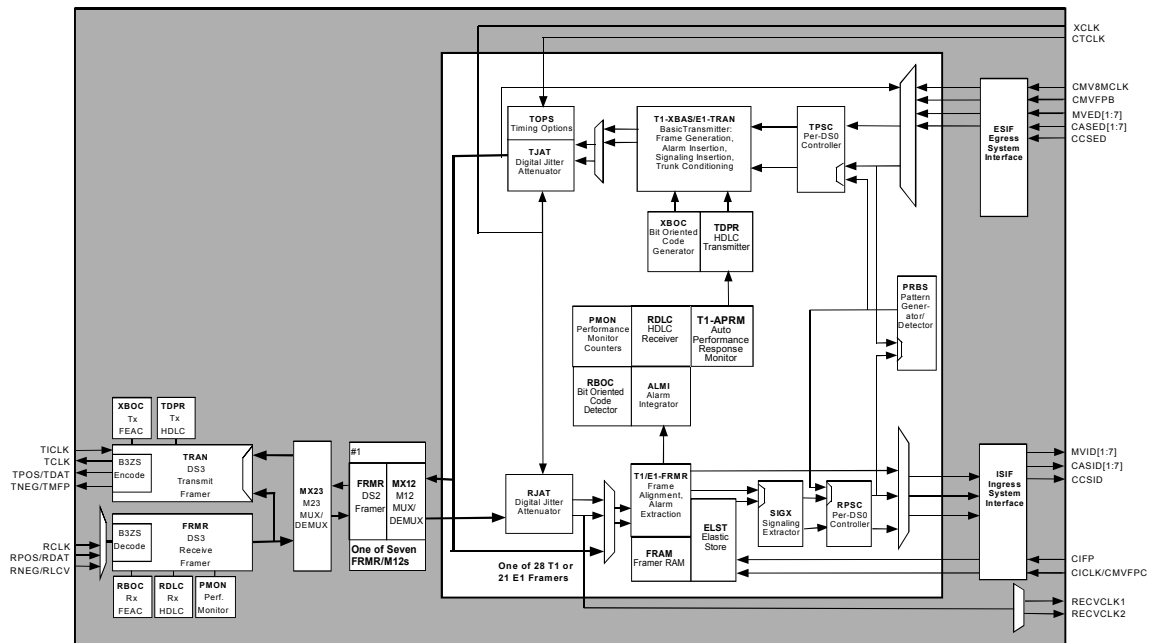 XCLK
CTCLK
CMV8MCLK
CMVFPB
MVED[1:7]
CASED[1:7]
CCSED
ESIF
Egress
System
Interface
TOPS
Timing Options
TJAT
Digital Jitter
Attenuator
T1-XBAS/E1-TRAN
BasicTransmitter:
Frame Generation,
Alarm Insertion,
Signaling Insertion,
Trunk Conditioning
TPSC
Per-DS0
Controller
XBOC
Bit Oriented
Code
Generator
TDPR
HDLC
Transmitter
PRBS
Pattern
Gener-
ator/
Detector
PMON
Performance
Monitor
Counters
RDLC
HDLC
Receiver
T1-APRM
Auto
Performance
Response
Monitor
RBOC
Bit Oriented
Code
Detector
ALMI
Alarm
Integrator
XBOC
Tx
FEAC
TDPR
Tx
HDLC
TICLK
TCLK
TPOS/TDAT
TNEG/TMFP
B3ZS
Encode
TRAN
DS3
Transmit
Framer
MX23
M23
MUX/
DEMUX
#1
FRMR
DS2
Framer
MX12
M12
MUX/
DEMUX
One of Seven
FRMR/M12s
RCLK
RPOS/RDAT
RNEG/RLCV
B3ZS
Decode
FRMR
DS3
Receive
Framer
RBOC
Rx
FEAC
RDLC
Rx
HDLC
PMON
Perf.
Monitor
RJAT
Digital Jitter
Attenuator
One of 28 T1 or
21 E1 Framers
T1/E1-FRMR
Frame
Alignment,
Alarm
Extraction
FRAM
Framer RAM
ELST
Elastic
Store
SIGX
Signaling
Extractor
RPSC
Per-DS0
Controller
ISIF
Ingress
System
Interface
MVID[1:7]
CASID[1:7]
CCSID
CIFP
CICLK/CMVFPC
RECVCLK1
RECVCLK2